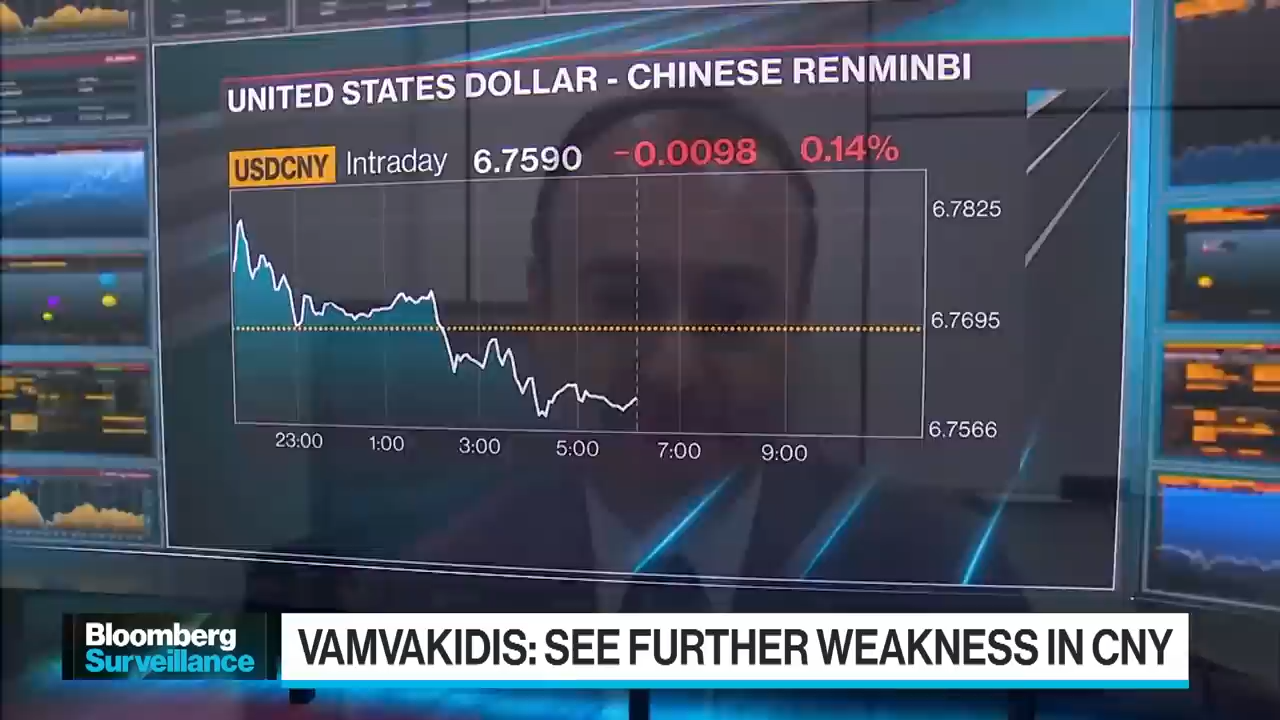 UNITED STATES DOLLAR - CHINESE RENMINBI
USDCNY Intraday 6.7590 -0.0098 0.14%
6.7825
6.7695
6.7566
23:00 1:00 3:00 5:00 7:00 9:00
Bloomberg
Surveillance
VAMVAKIDIS: SEE FURTHER WEAKNESS IN CNY